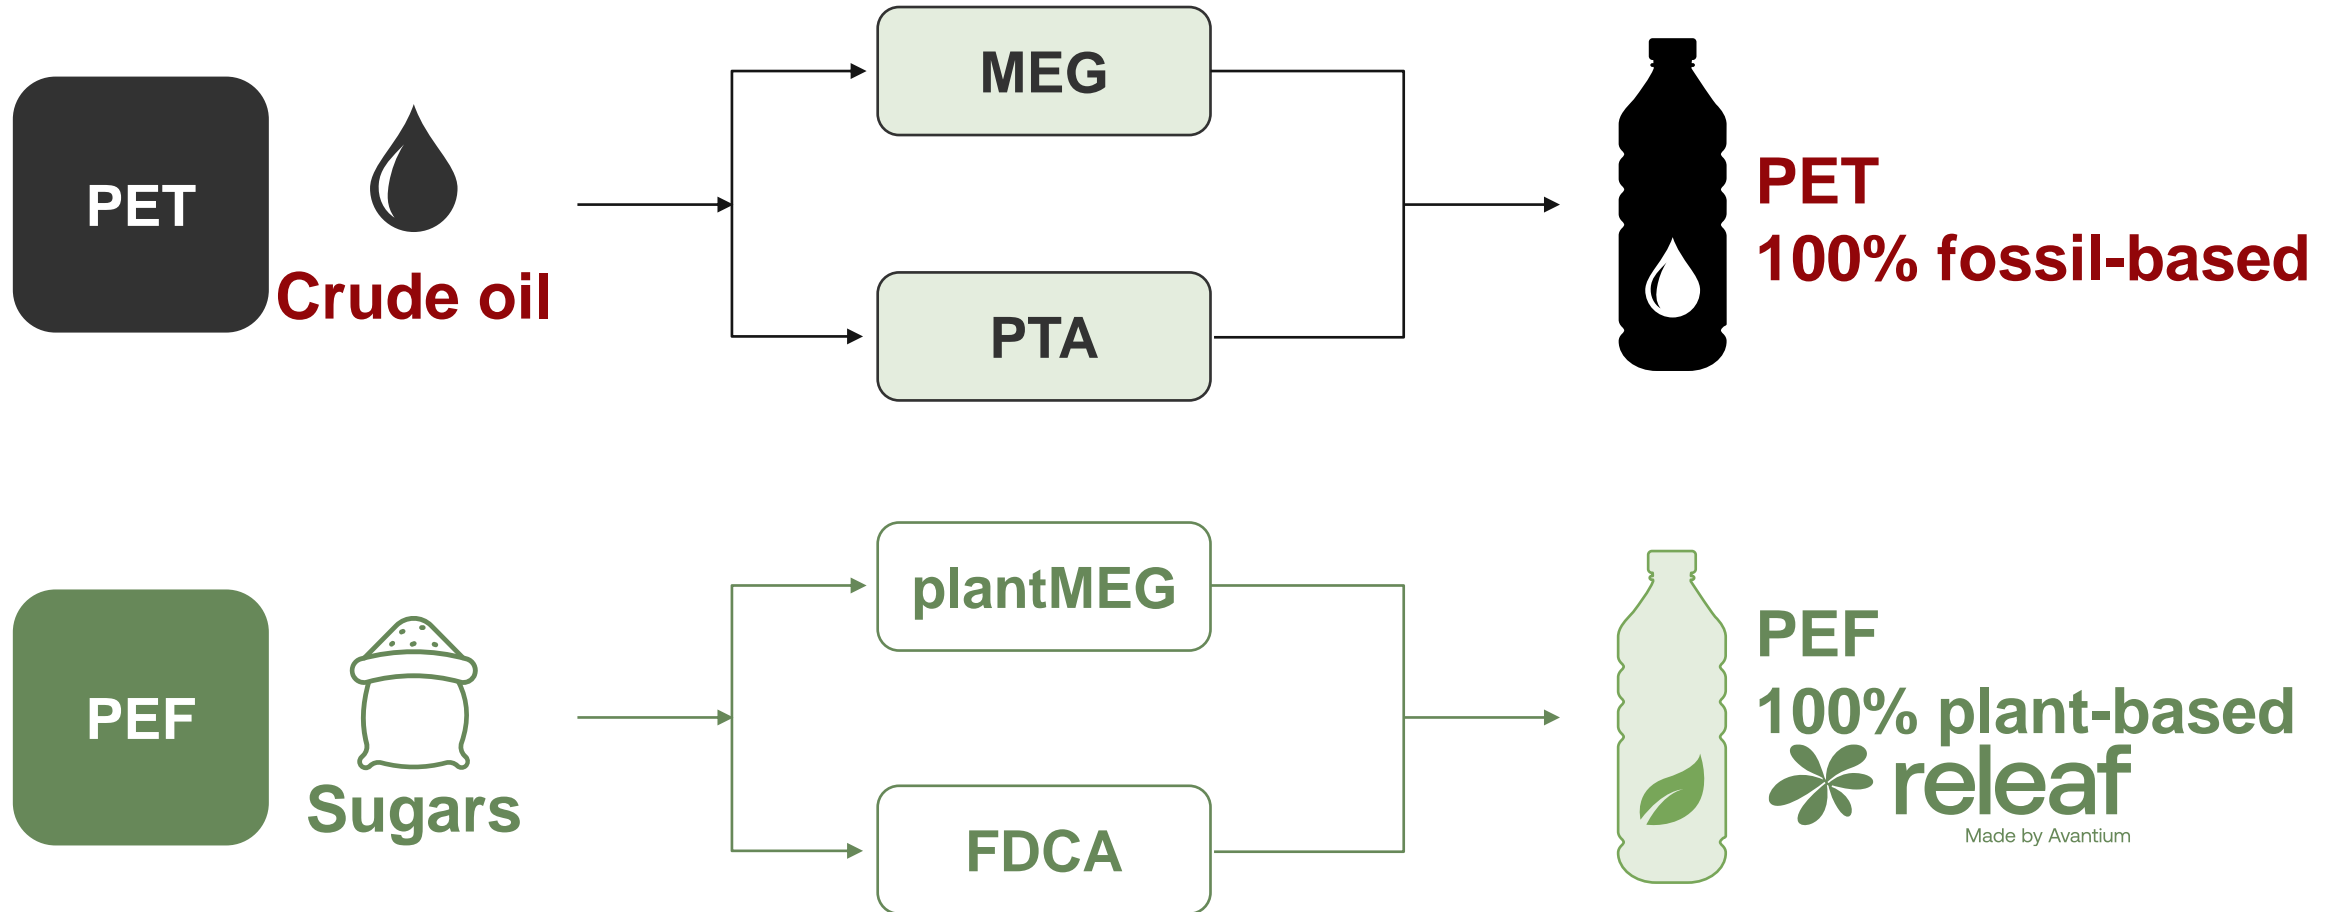 PET
Crude oil
MEG
PTA
PET
100% fossil-based
PEF
Sugars
plantMEG
FDCA
PEF
100% plant-based
releaf
Made by Avantium